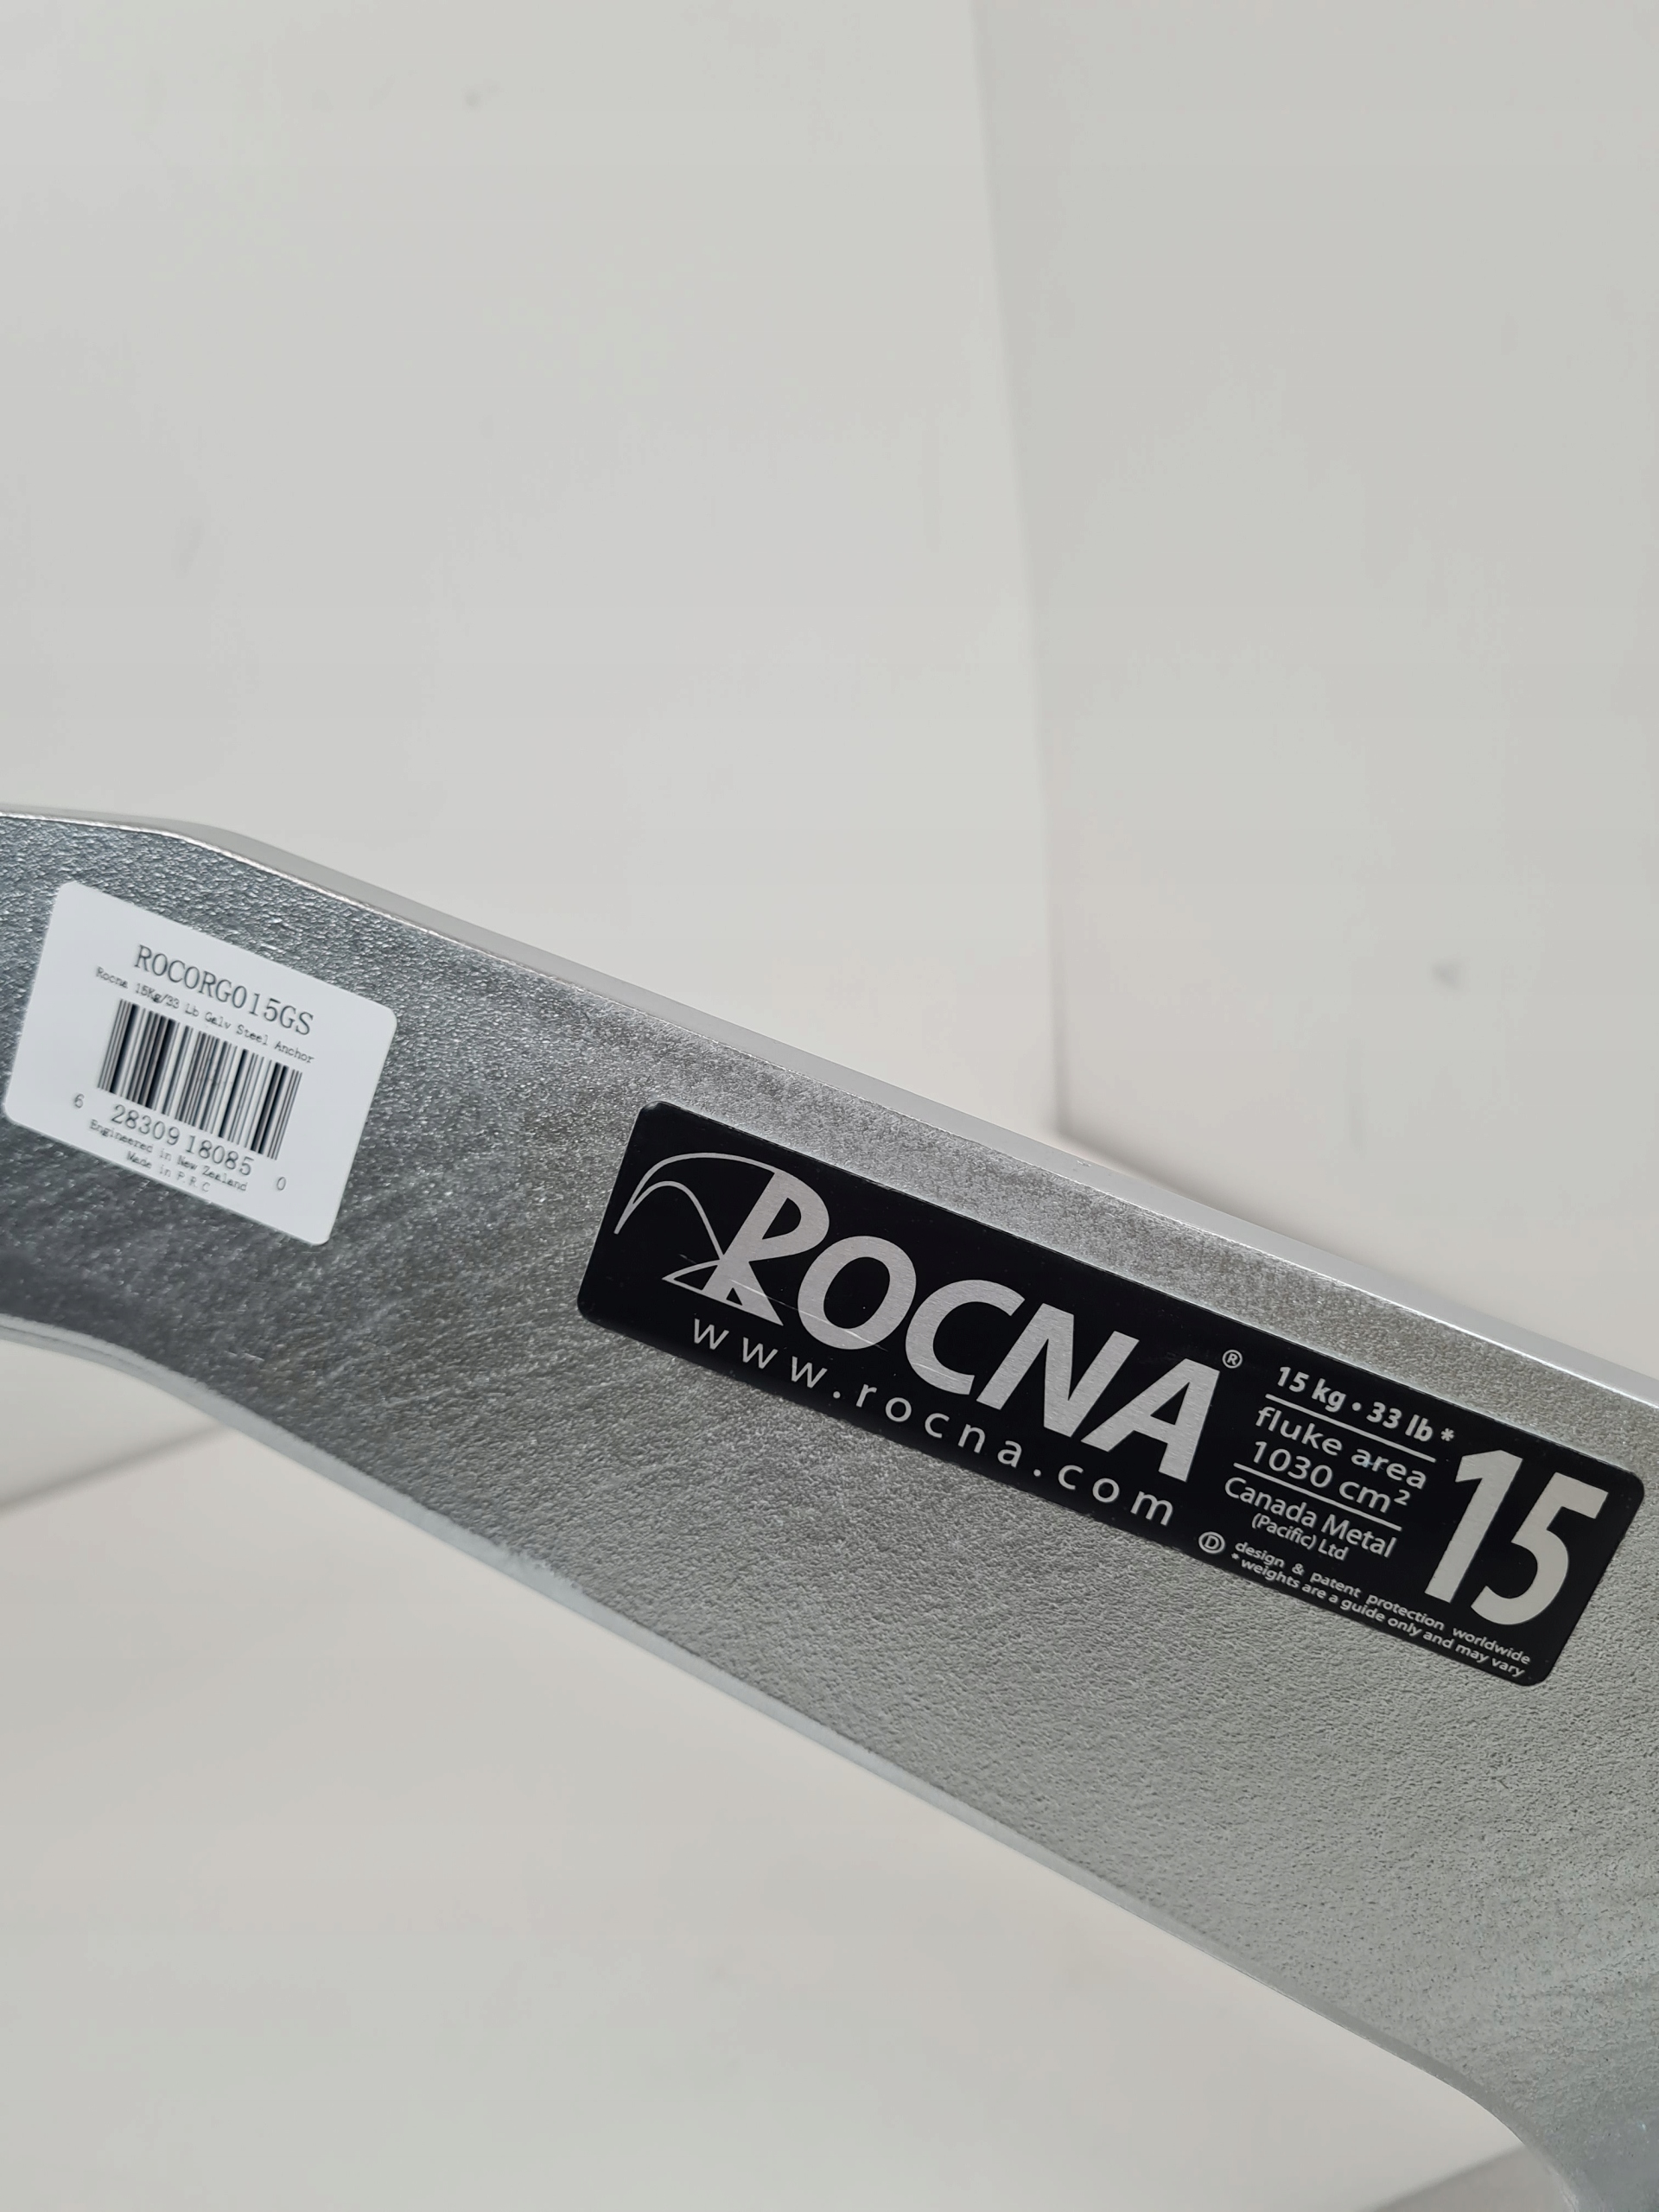 ROCORG015GS
Rocna 15Kg/33 Lb Galv Steel Anchor
6 28309 18085 0
Engineered in New Zealand
Made in P.R.C
ROCNA®
www.rocna.com
15 kg • 33 lb *
fluke area
1030 cm²
Canada Metal
(Pacific) Ltd
15
Ⓓ design & patent protection worldwide
*weights are a guide only and may vary